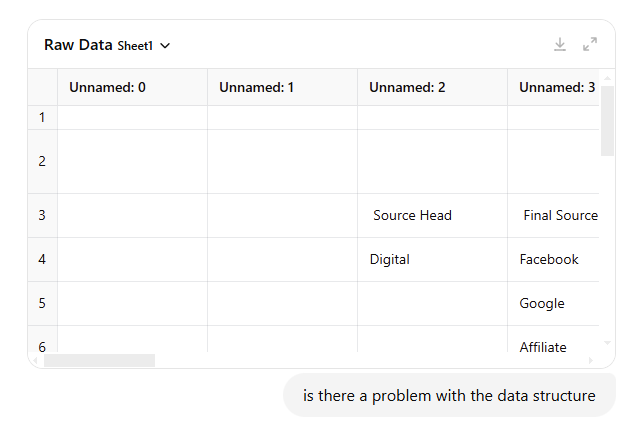 Raw Data Sheet1
Unnamed: 0 Unnamed: 1 Unnamed: 2 Unnamed: 3
1
2
3 Source Head Final Source
4 Digital Facebook
5 Google
6 Affiliate
is there a problem with the data structure